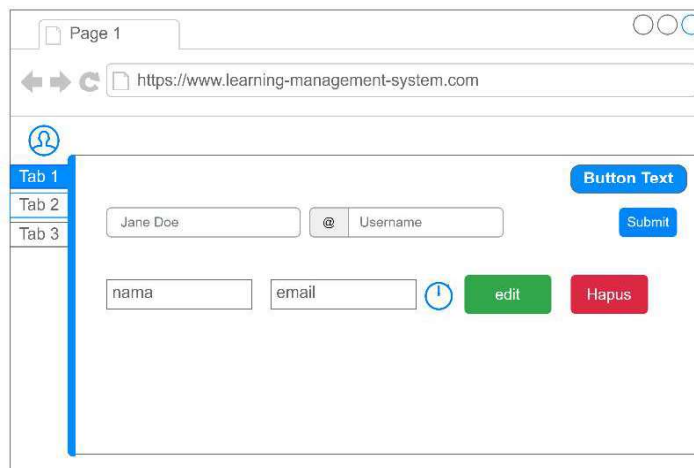 Page 1
https://www.learning-management-system.com
Tab 1
Button Text
Tab 2
Jane Doe @ Username Submit
Tab 3
nama email edit Hapus